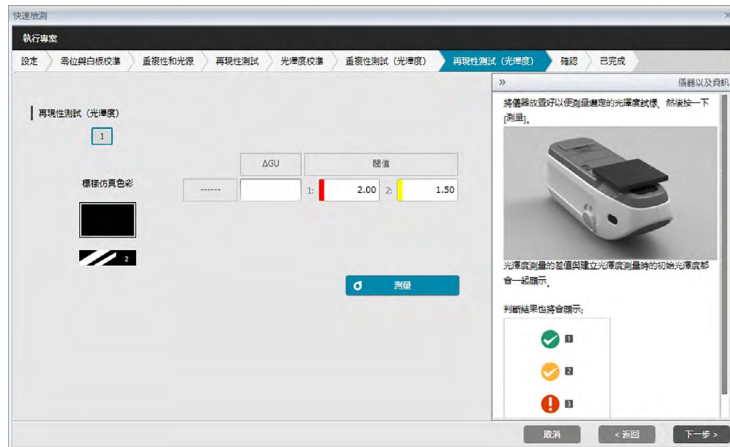 快速檢測
×
執行專案
設定
零位與白板校準
重複性和光源
再現性測試
光澤度校準
重複性測試（光澤度）
再現性測試（光澤度）
確認
已完成
»
儀器以及資訊
再現性測試（光澤度）
1
ΔGU
閾值
標樣仿真色彩
------
1:
2.00
2:
1.50
2
測量
將儀器放置好以便測量選定的光澤度試樣，然後按一下
[測量]。
光澤度測量的差值與建立光澤度測量時的初始光澤度都
會一起顯示。
判斷結果也將會顯示：
1
2
3
取消
<返回
下一步>